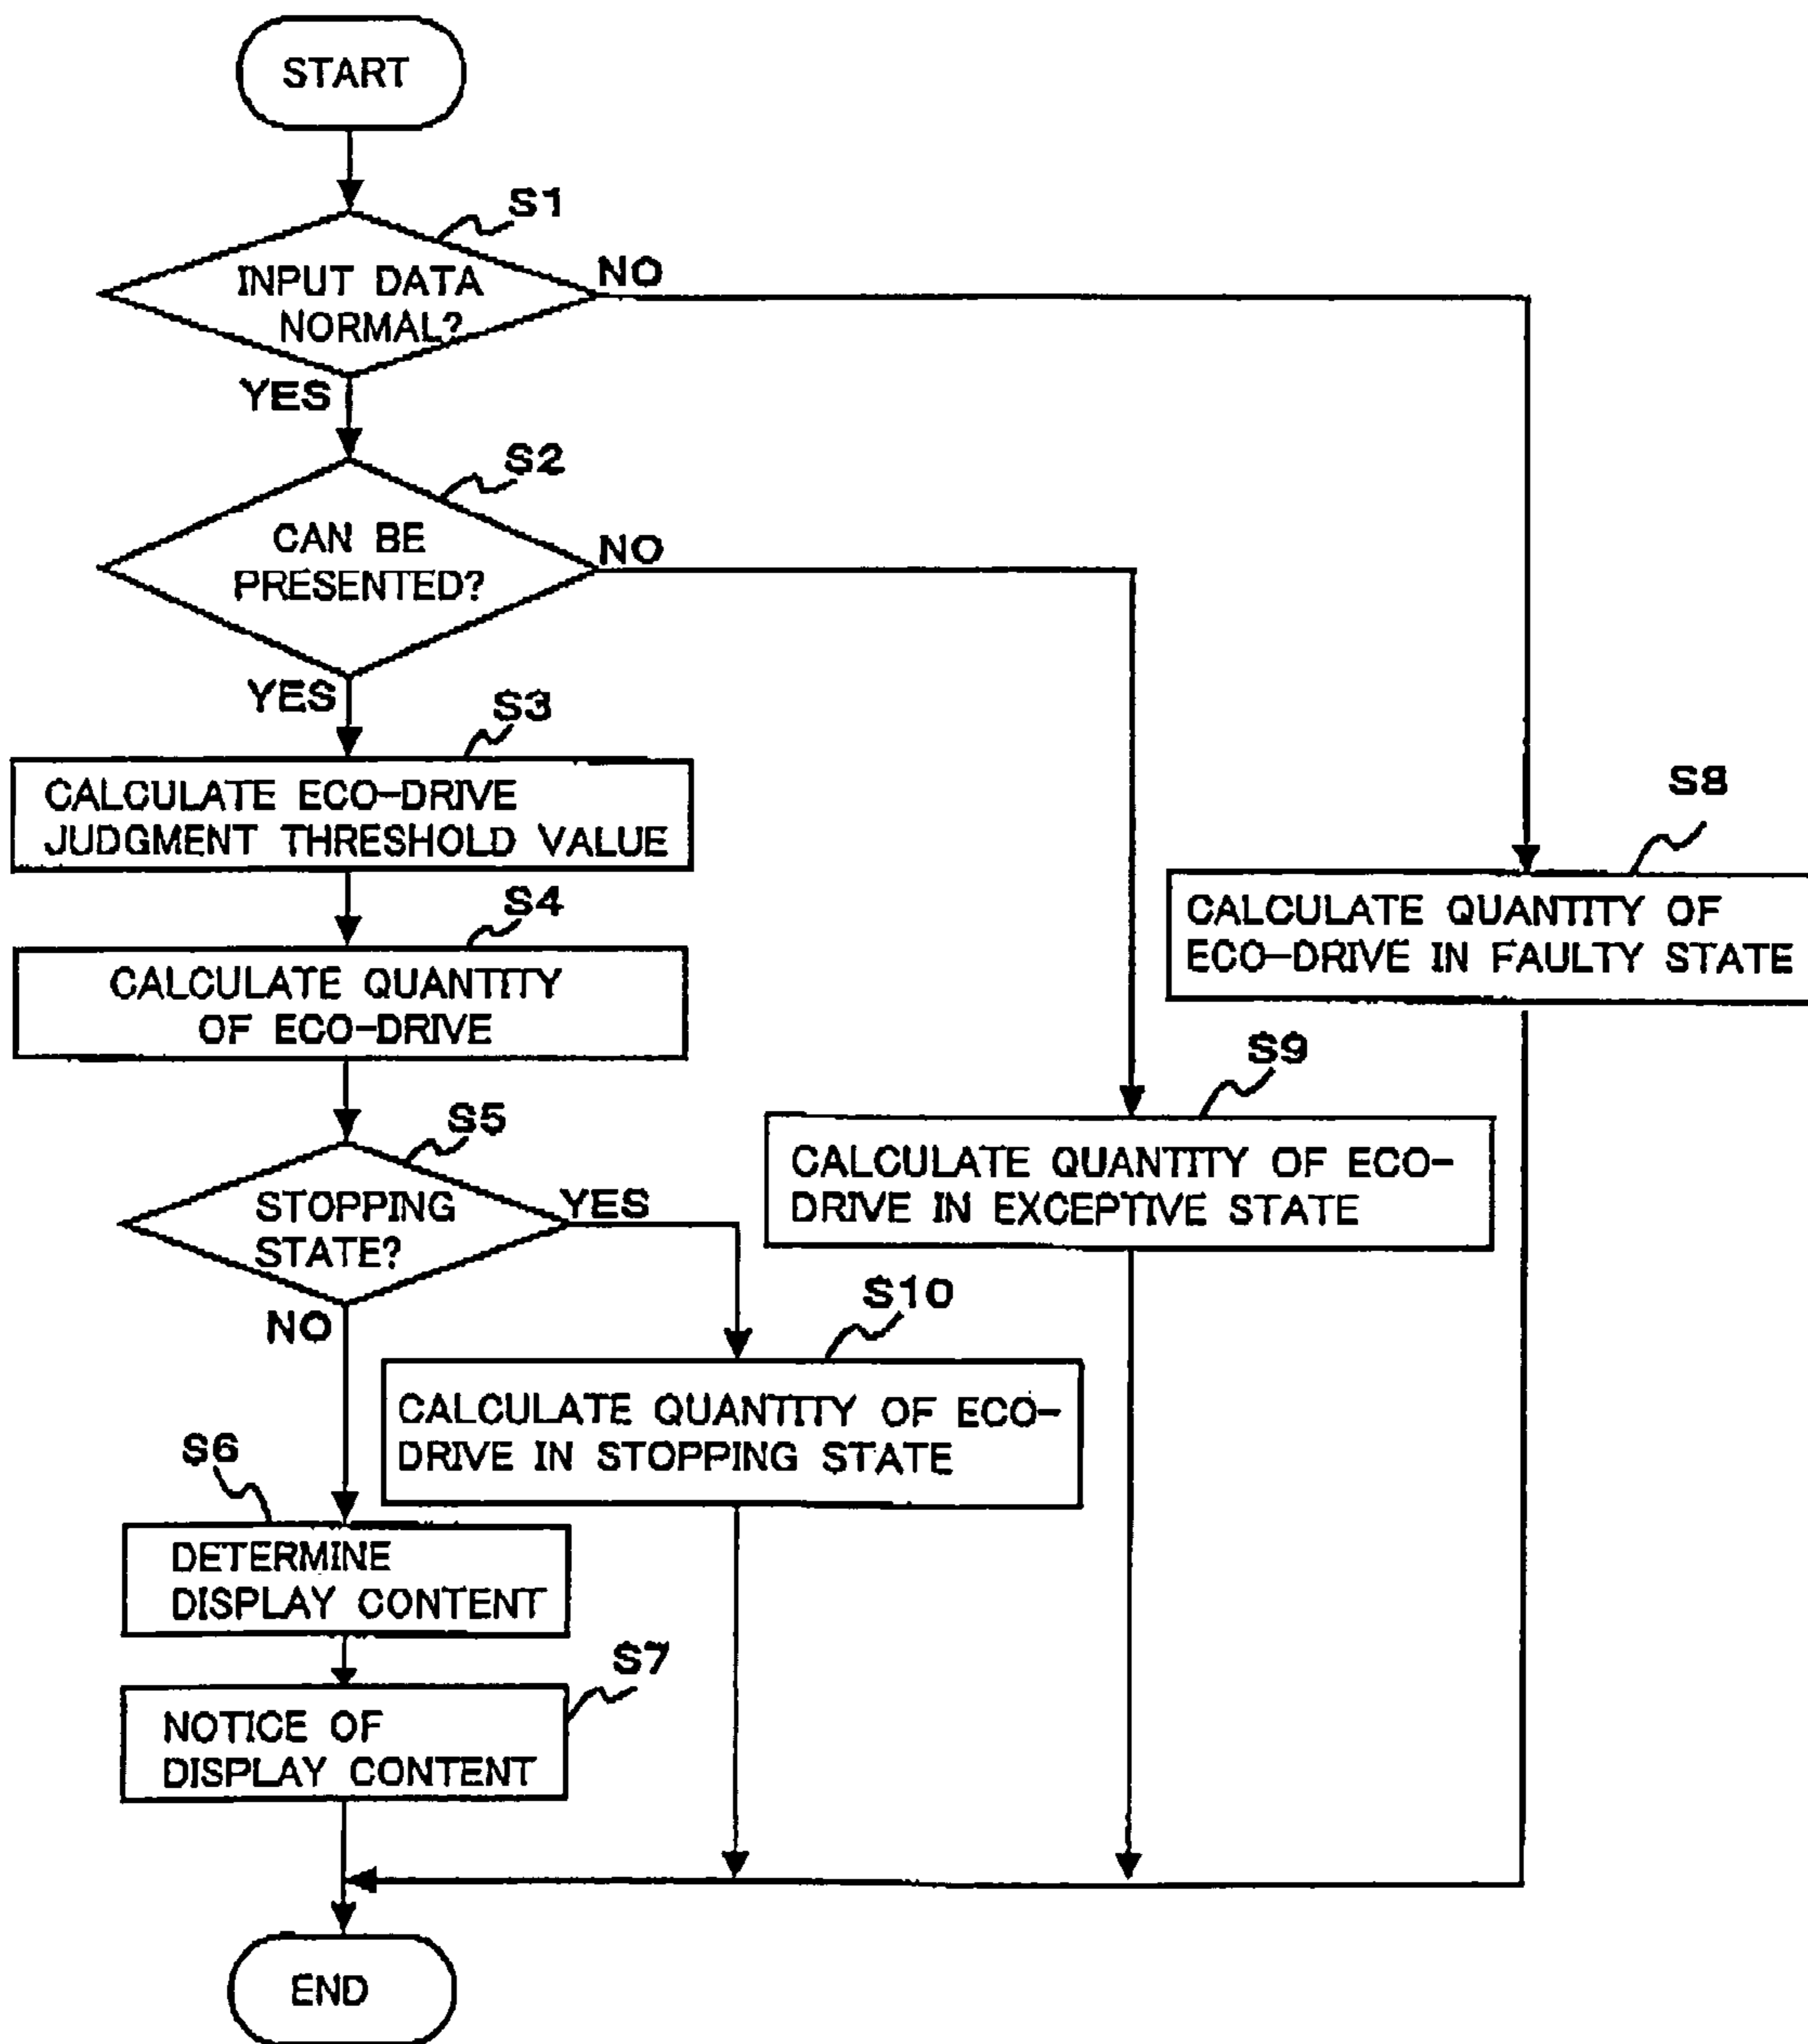 START
S1
INPUT DATA
NORMAL?
NO
YES
S2
CAN BE
PRESENTED?
NO
YES
S3
CALCULATE ECO-DRIVE
JUDGMENT THRESHOLD VALUE
S4
CALCULATE QUANTITY
OF ECO-DRIVE
S8
CALCULATE QUANTITY OF
ECO-DRIVE IN FAULTY STATE
S5
STOPPING
STATE?
YES
NO
S9
CALCULATE QUANTITY OF ECO-
DRIVE IN EXCEPTIVE STATE
S10
CALCULATE QUANTITY OF ECO-
DRIVE IN STOPPING STATE
S6
DETERMINE
DISPLAY CONTENT
S7
NOTICE OF
DISPLAY CONTENT
END